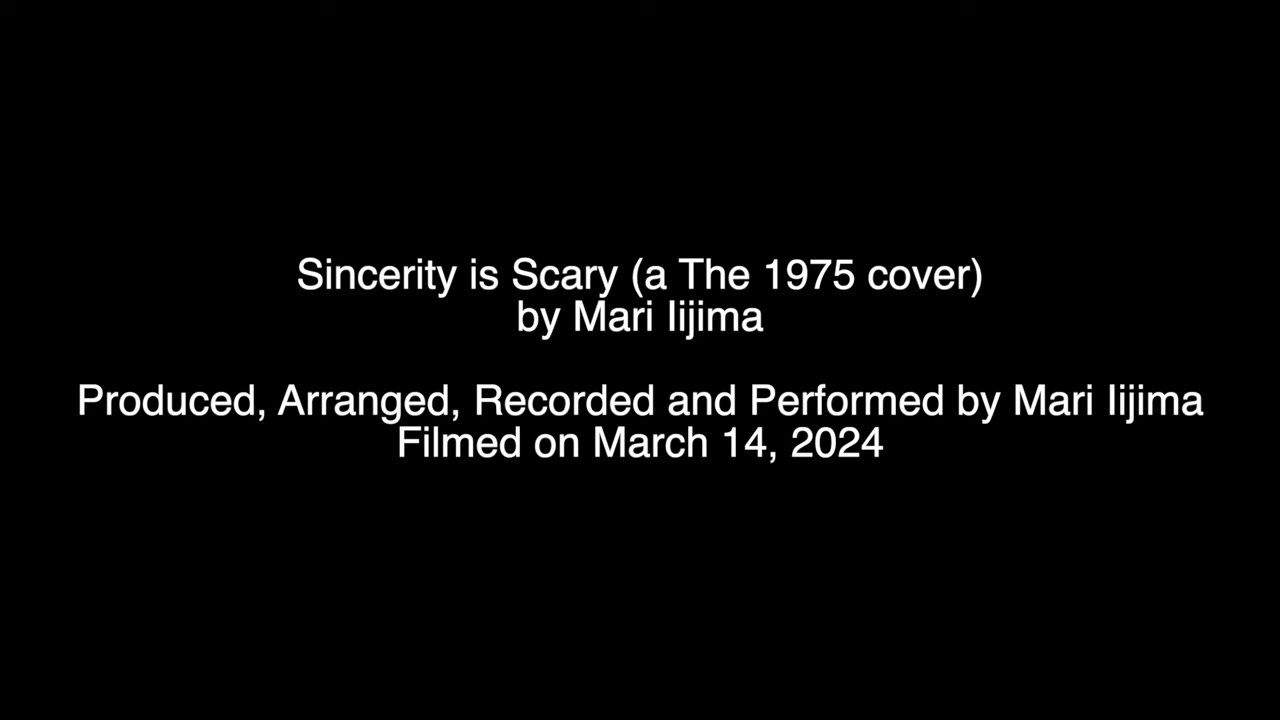 Sincerity is Scary (a The 1975 cover)
by Mari Iijima
Produced, Arranged, Recorded and Performed by Mari Iijima
Filmed on March 14, 2024